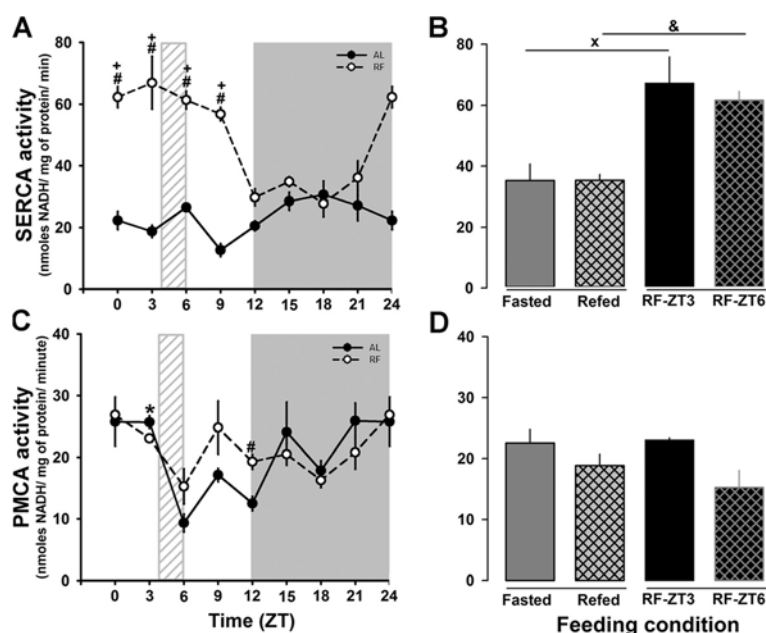 A
B
AL
RF
+
#
+
#
+
#
+
#
x
&
80
60
40
20
0
SERCA activity
(nmoles NADH/ mg of protein/ min)
0 3 6 9 12 15 18 21 24
80
60
40
20
0
Fasted Refed RF-ZT3 RF-ZT6
C
D
AL
RF
*
#
40
30
20
10
0
PMCA activity
(nmoles NADH/ mg of protein/ minute)
0 3 6 9 12 15 18 21 24
Time (ZT)
40
30
20
10
0
Fasted Refed RF-ZT3 RF-ZT6
Feeding condition